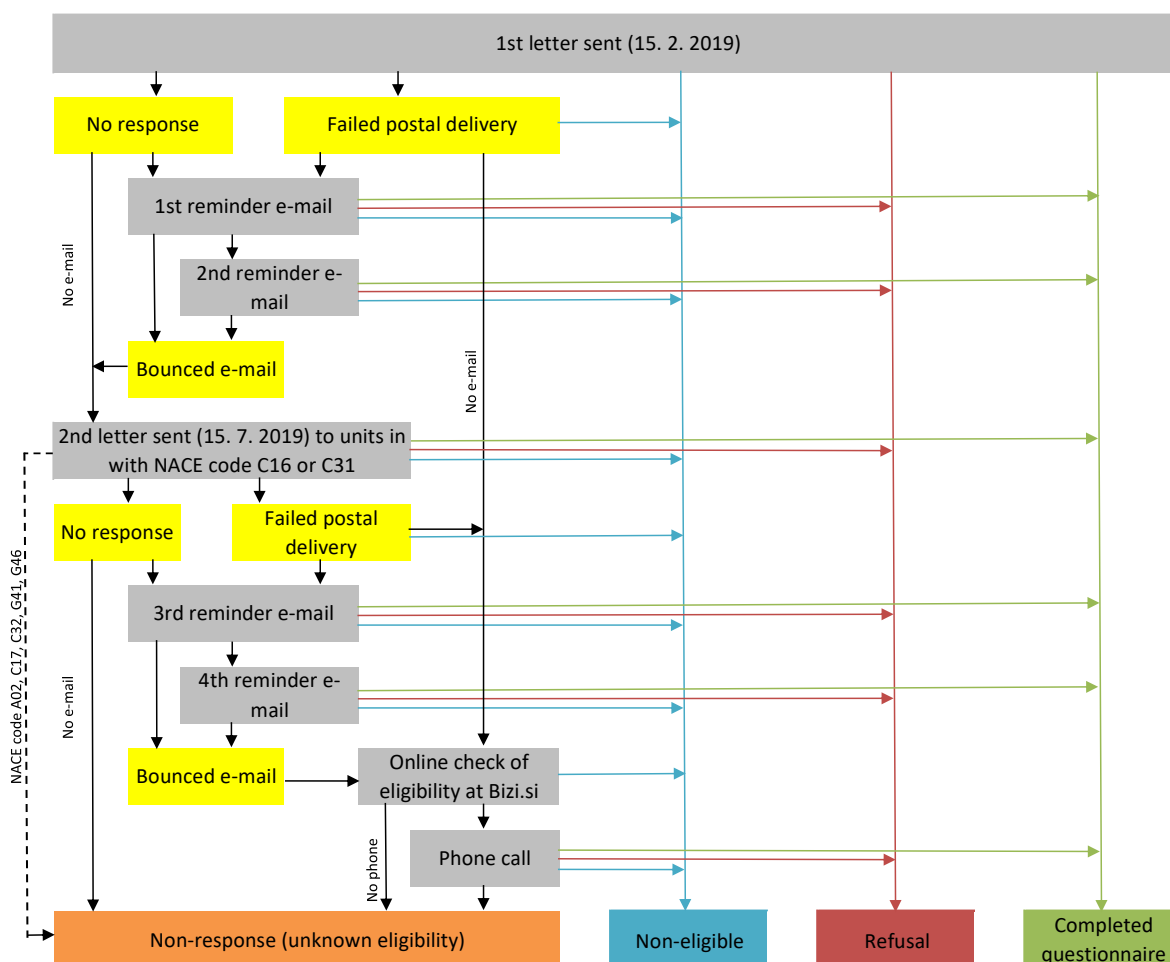 1st letter sent (15. 2. 2019)
No response
Failed postal delivery
1st reminder e-mail
No e-mail
2nd reminder e-
mail
Bounced e-mail
No e-mail
2nd letter sent (15. 7. 2019) to units in
with NACE code C16 or C31
No response
Failed postal
delivery
NACE code A02, C17, C32, G41, G46
3rd reminder e-mail
No e-mail
4th reminder e-
mail
Bounced e-mail
Online check of
eligibility at Bizi.si
No phone
Phone call
Non-response (unknown eligibility)
Non-eligible
Refusal
Completed
questionnaire